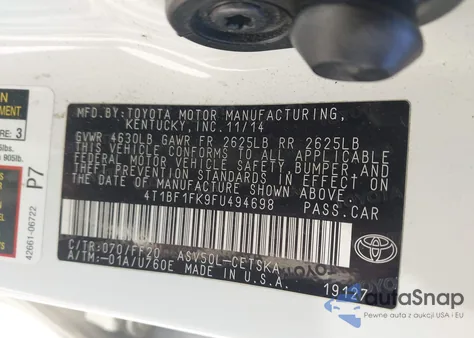 MFD.BY:TOYOTA MOTOR MANUFACTURING,
KENTUCKY, INC. 11/14
GVWR 4630LB GAWR FR 2625LB RR 2625LB
THIS VEHICLE CONFORMS TO ALL APPLICABLE
FEDERAL MOTOR VEHICLE SAFETY, BUMPER, AND
THEFT PREVENTION STANDARDS IN EFFECT ON
THE DATE OF MANUFACTURE SHOWN ABOVE.
4T1BF1FK9FU494698 PASS.CAR
C/TR:070/FE20 ASV50L-CETSKA
A/TM:-01A/U760E MADE IN U.S.A. 19127
P7
42661-06722
autoSnap
Pewne auta z aukcji USA i EU